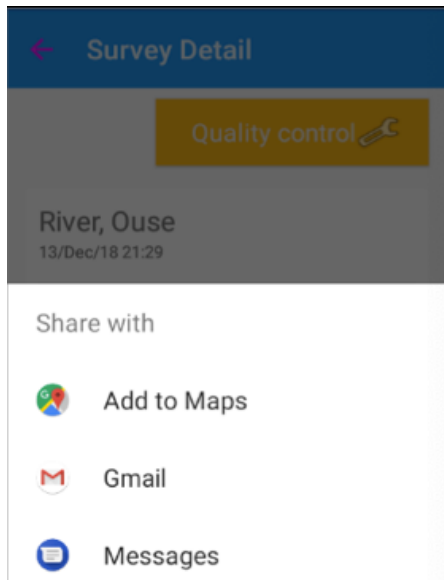 Survey Detail
Quality control
River, Ouse
13/Dec/18 21:29
Share with
Add to Maps
Gmail
Messages